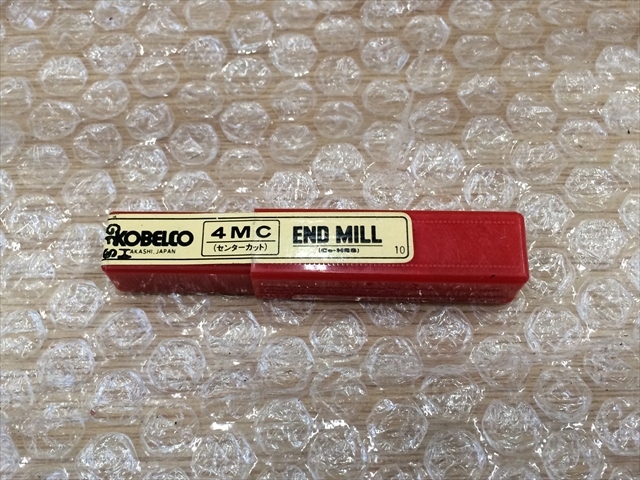 KOBELCO
AKASHI, JAPAN
4MC
(センターカット)
END MILL
(Co-HSS)
10